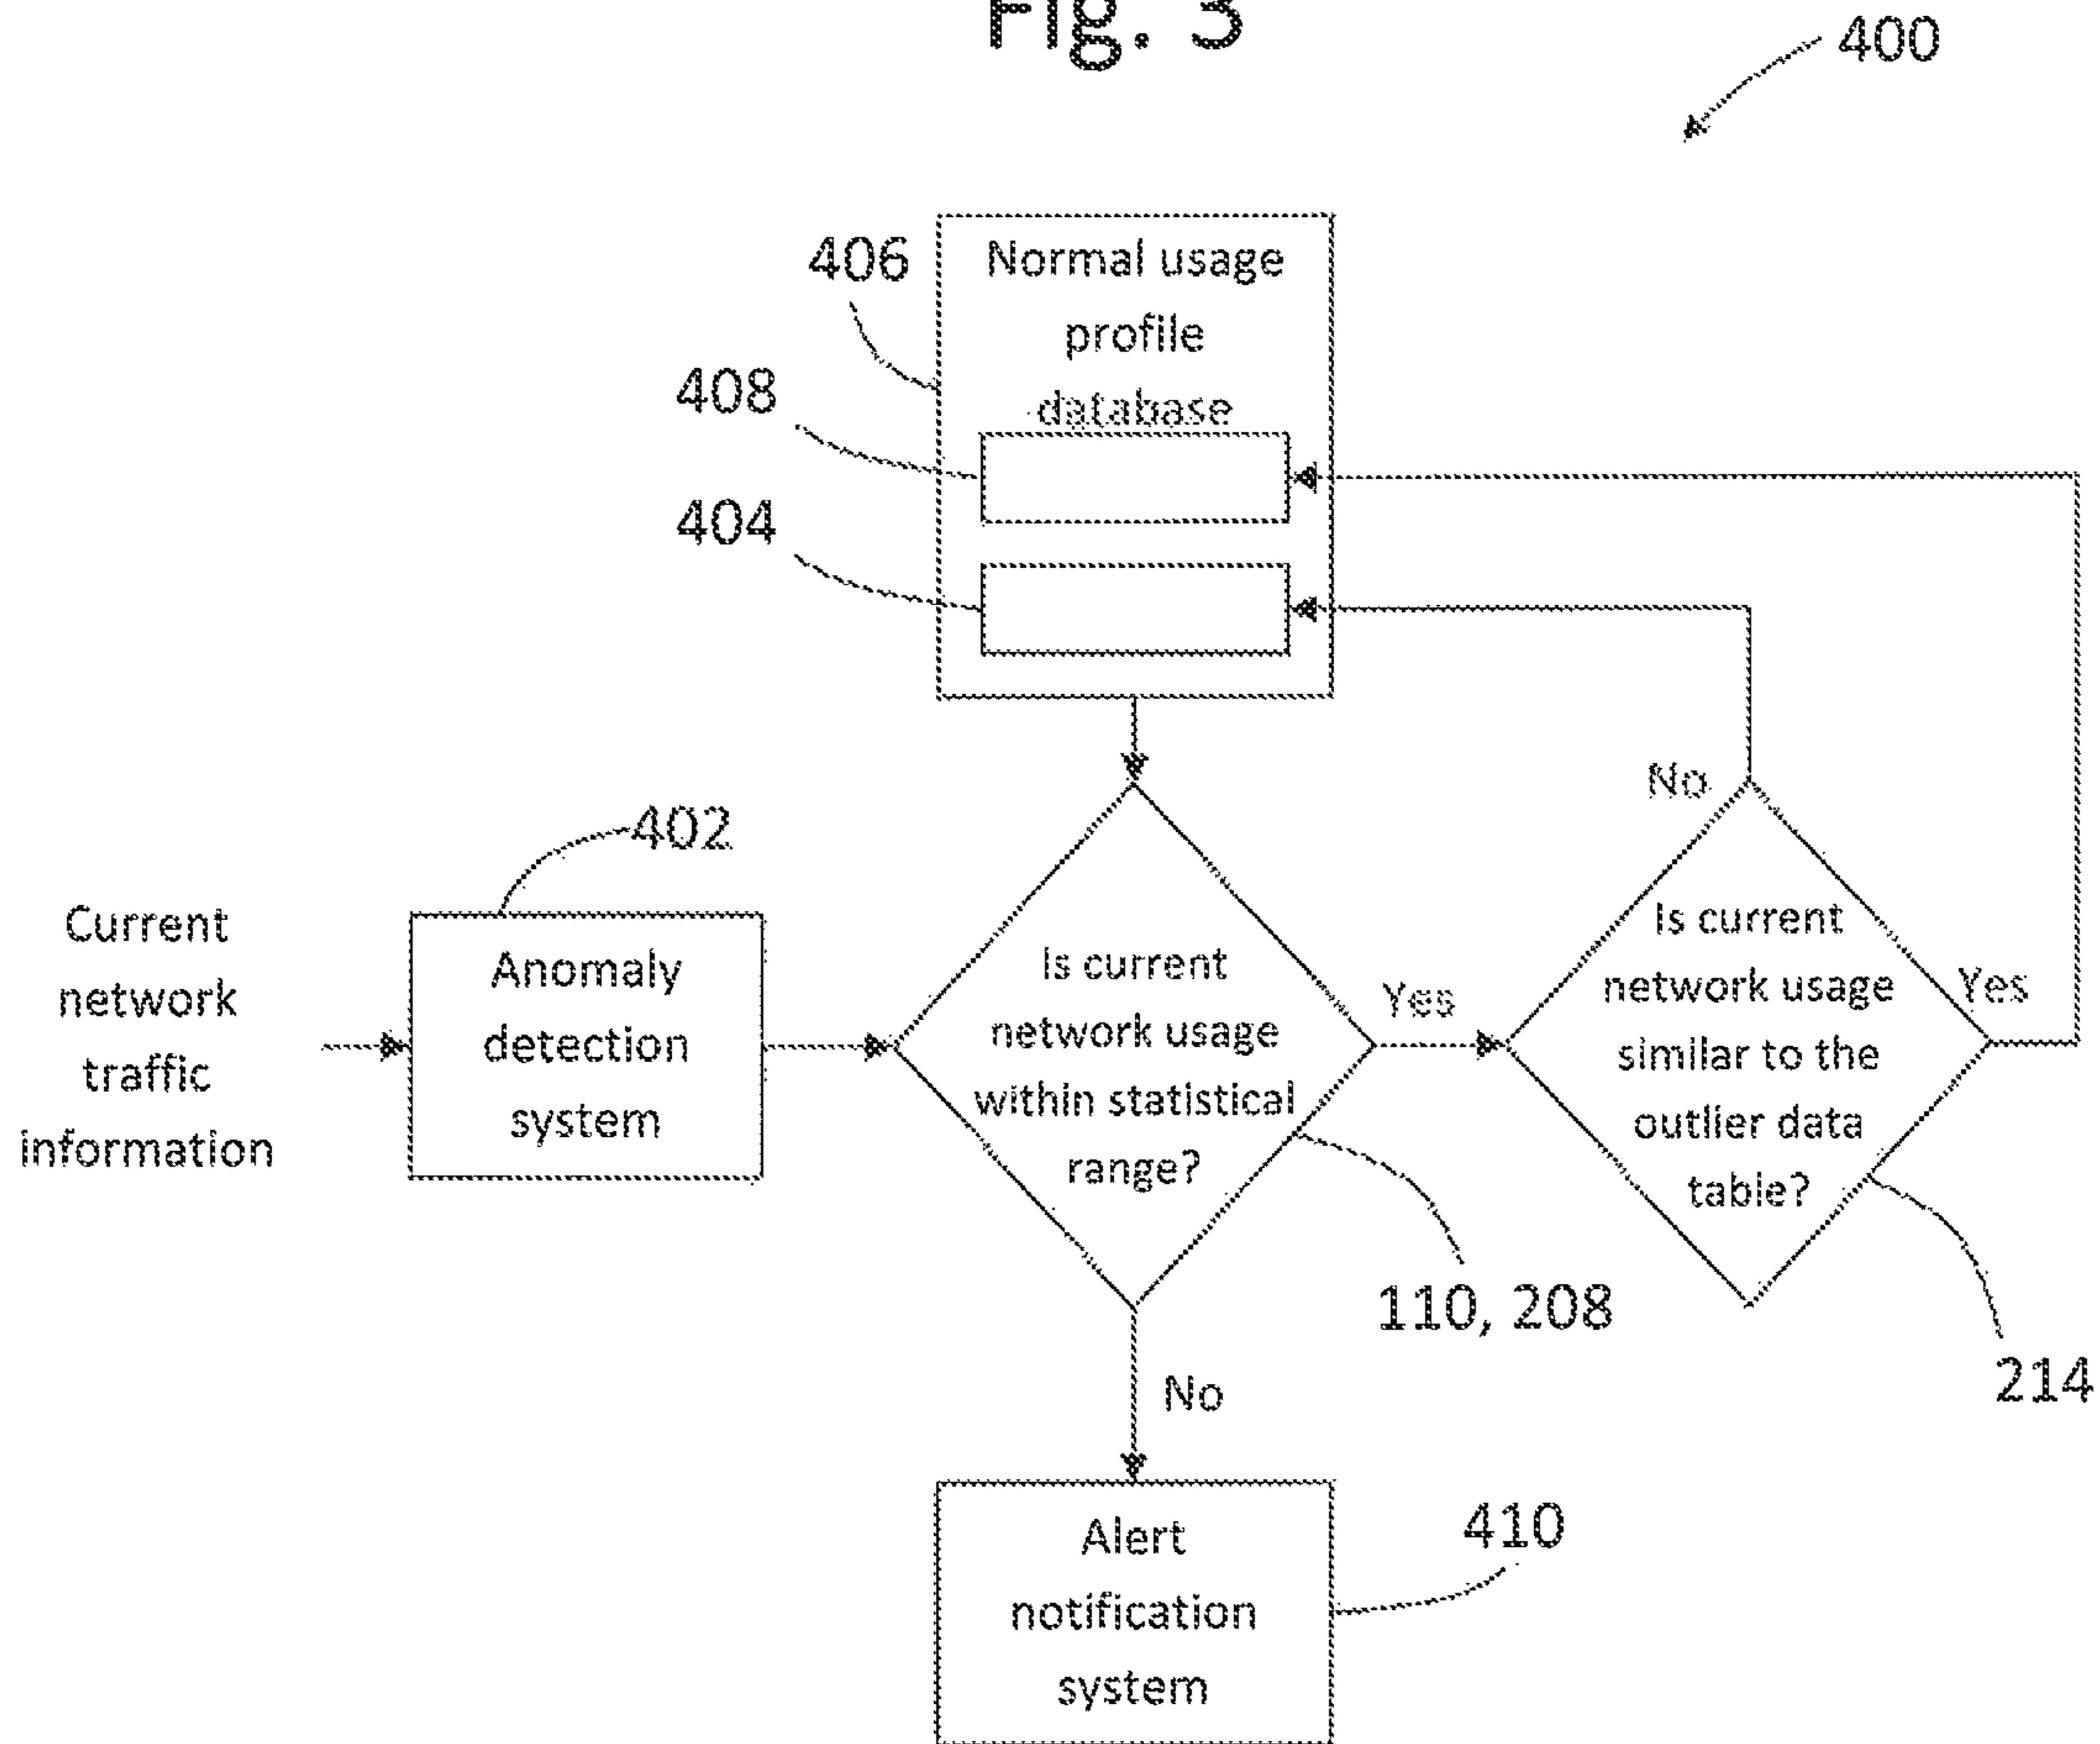 Fig. 3
400
406
Normal usage
profile
database
408
404
402
Current
network
traffic
information
Anomaly
detection
system
Is current
network usage
within statistical
range?
Yes
No
Is current
network usage
similar to the
outlier data
table?
Yes
110, 208
214
No
Alert
notification
system
410